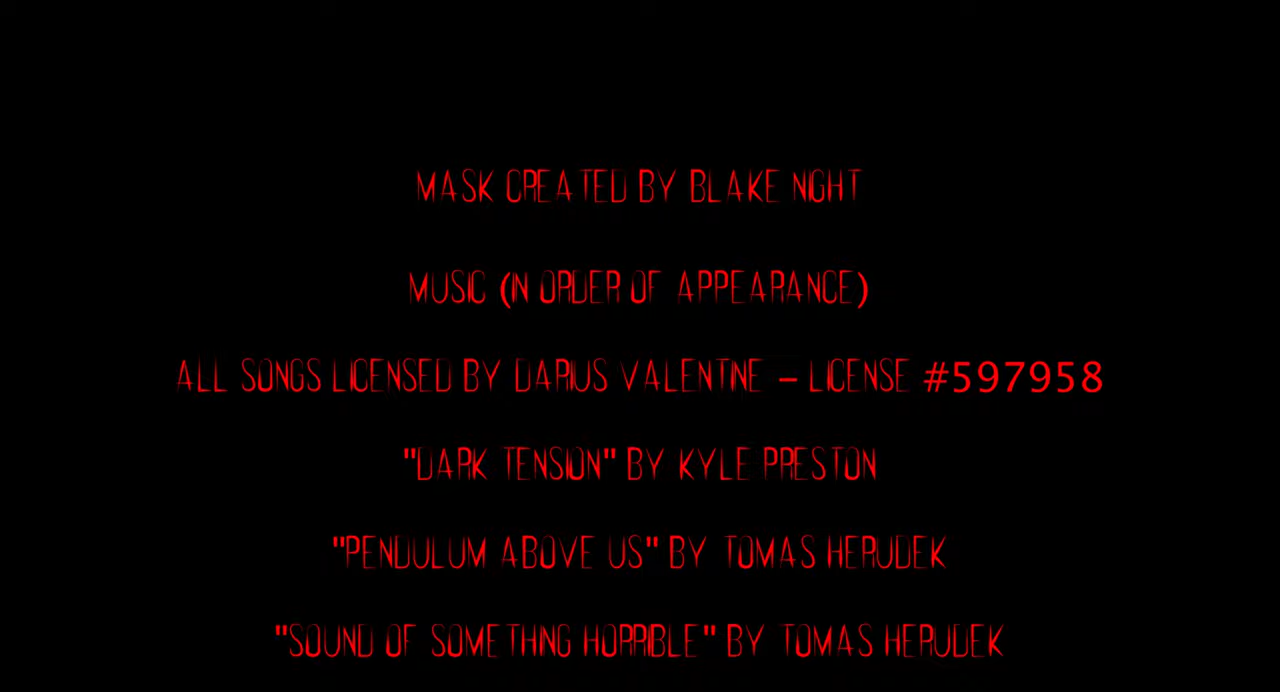 MASK CREATED BY BLAKE NIGHT
MUSIC (IN ORDER OF APPEARANCE)
ALL SONGS LICENSED BY DARIUS VALENTINE – LICENSE #597958
"DARK TENSION" BY KYLE PRESTON
"PENDULUM ABOVE US" BY TOMAS HERUDEK
"SOUND OF SOMETHING HORRIBLE" BY TOMAS HERUDEK